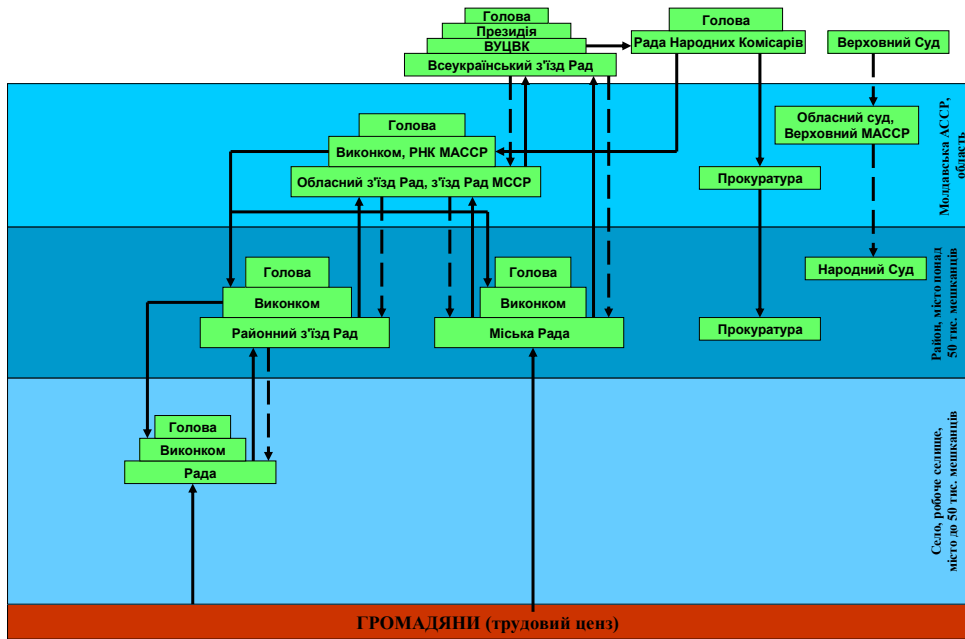 Голова
Президія
ВУЦВК
Всеукраїнський з'їзд Рад
Голова
Рада Народних Комісарів
Верховний Суд
Голова
Виконком, РНК МАССР
Обласний з'їзд Рад, з'їзд Рад МССР
Прокуратура
Обласний суд,
Верховний МАССР
Молдавська АССР,
область
Голова
Виконком
Районний з'їзд Рад
Голова
Виконком
Міська Рада
Прокуратура
Народний Суд
Район, місто понад
50 тис. мешканців
Голова
Виконком
Рада
Село, робоче селище,
місто до 50 тис. мешканців
ГРОМАДЯНИ (трудовий ценз)